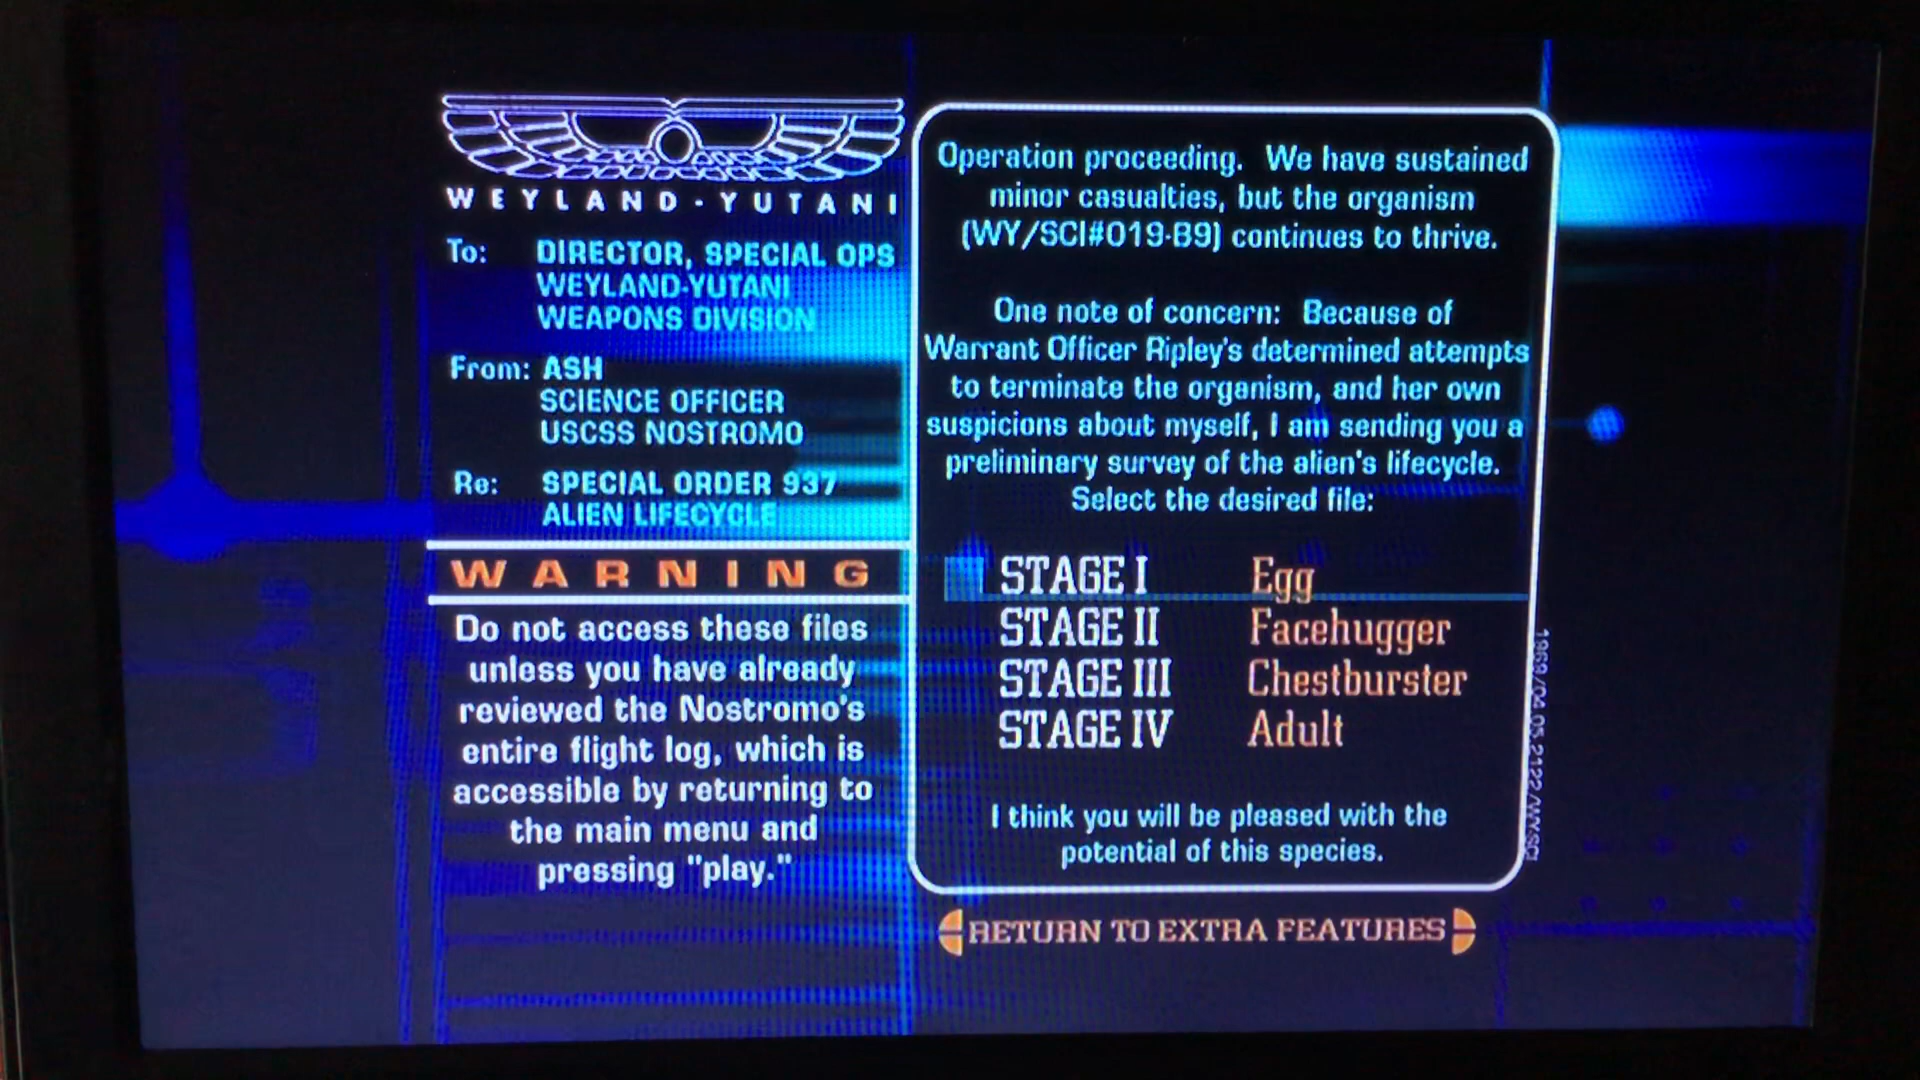 WEYLAND-YUTANI
To: DIRECTOR, SPECIAL OPS
WEYLAND-YUTANI
WEAPONS DIVISION
From: ASH
SCIENCE OFFICER
USCSS NOSTROMO
Re: SPECIAL ORDER 937
ALIEN LIFECYCLE
WARNING
Do not access these files
unless you have already
reviewed the Nostromo's
entire flight log, which is
accessible by returning to
the main menu and
pressing "play."
Operation proceeding. We have sustained
minor casualties, but the organism
(WY/SCI#019-B9) continues to thrive.
One note of concern: Because of
Warrant Officer Ripley's determined attempts
to terminate the organism, and her own
suspicions about myself, I am sending you a
preliminary survey of the alien's lifecycle.
Select the desired file:
STAGE I Egg
STAGE II Facehugger
STAGE III Chestburster
STAGE IV Adult
I think you will be pleased with the
potential of this species.
RETURN TO EXTRA FEATURES